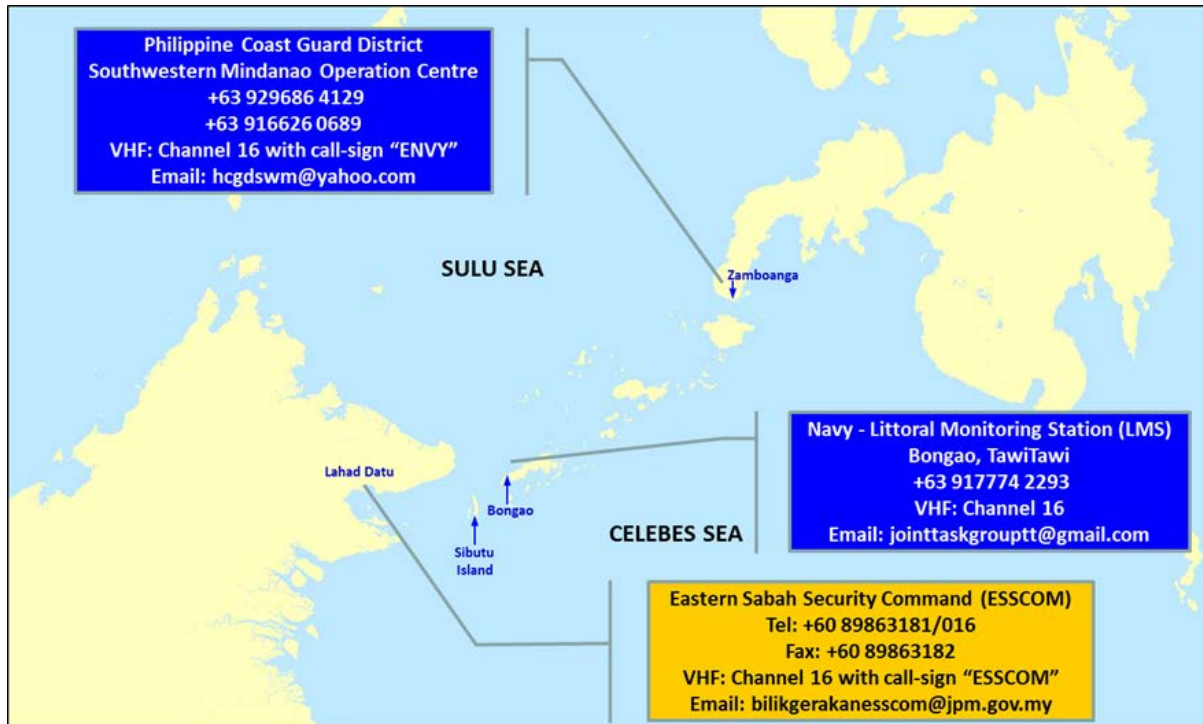 Philippine Coast Guard District
Southwestern Mindanao Operation Centre
+63 929686 4129
+63 916626 0689
VHF: Channel 16 with call-sign “ENVY”
Email: hcgdswm@yahoo.com
SULU SEA
Zamboanga
Navy - Littoral Monitoring Station (LMS)
Bongao, TawiTawi
+63 917774 2293
VHF: Channel 16
Email: jointtaskgrouptt@gmail.com
Lahad Datu
Bongao
CELEBES SEA
Sibutu
Island
Eastern Sabah Security Command (ESSCOM)
Tel: +60 89863181/016
Fax: +60 89863182
VHF: Channel 16 with call-sign “ESSCOM”
Email: bilikgerakanesscom@jpm.gov.my